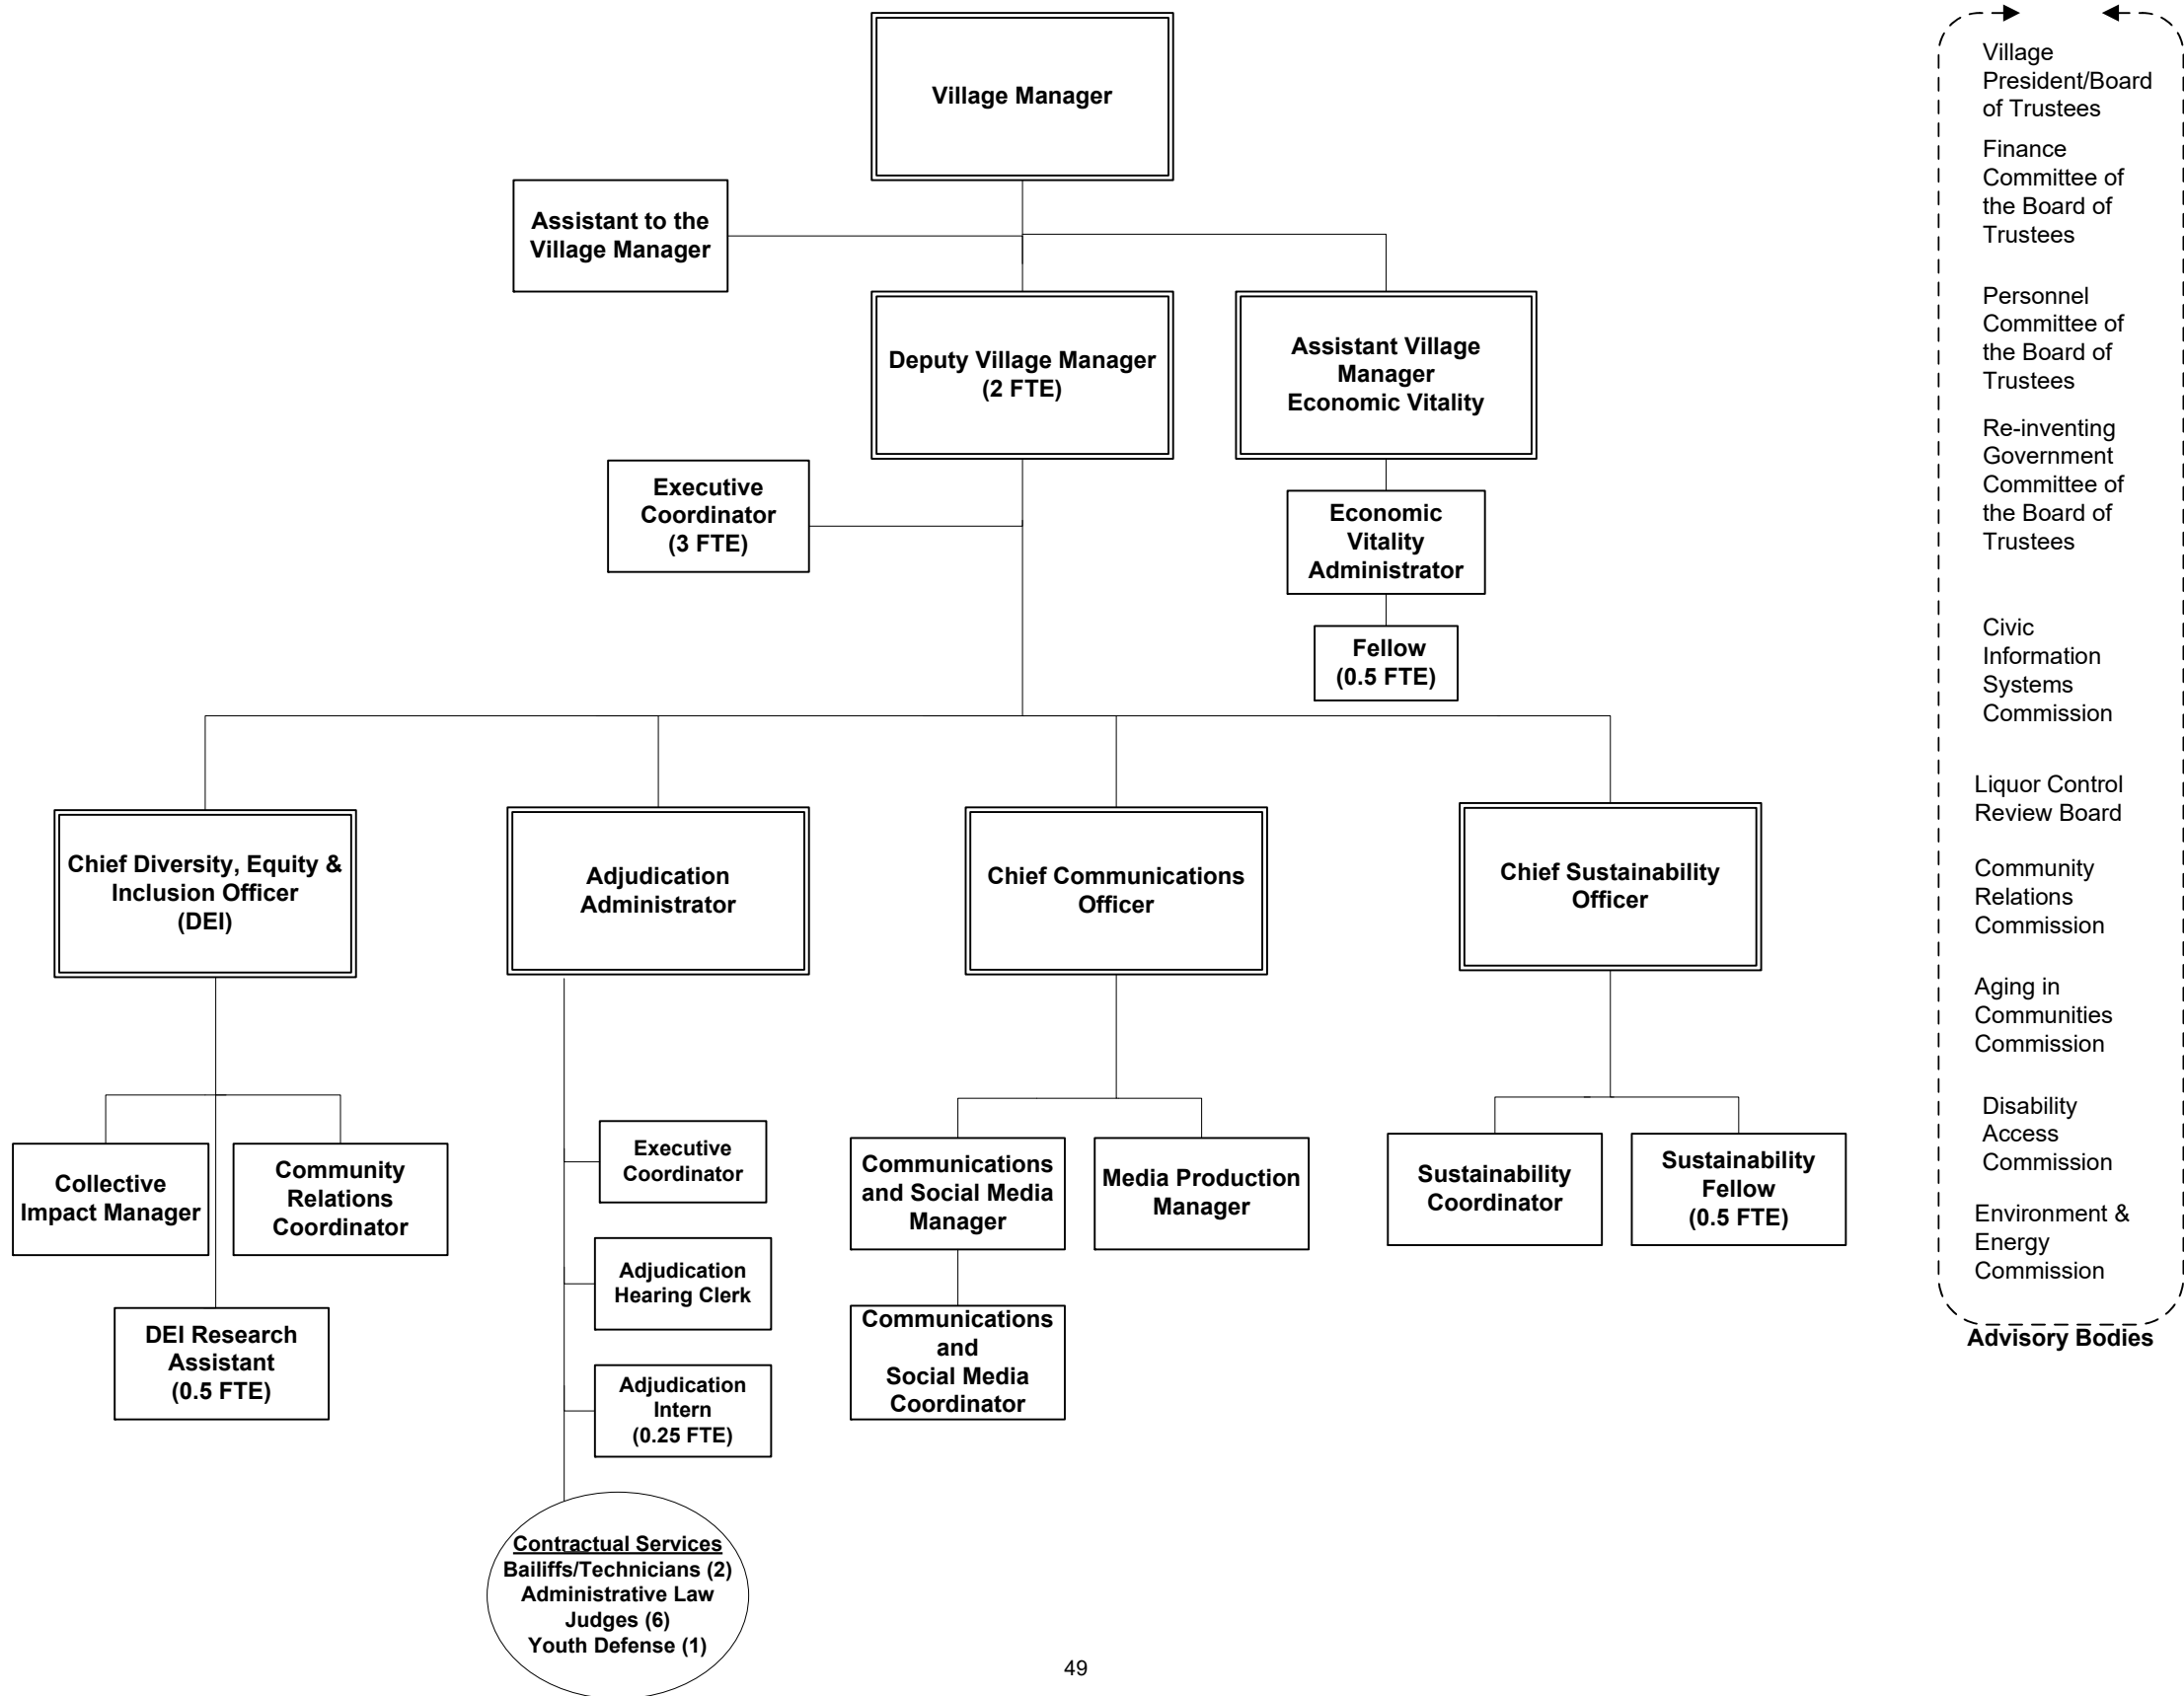 Village Manager
Assistant to the
Village Manager
Deputy Village Manager
(2 FTE)
Assistant Village
Manager
Economic Vitality
Executive
Coordinator
(3 FTE)
Economic
Vitality
Administrator
Fellow
(0.5 FTE)
Chief Diversity, Equity &
Inclusion Officer
(DEI)
Adjudication
Administrator
Chief Communications
Officer
Chief Sustainability
Officer
Collective
Impact Manager
Community
Relations
Coordinator
DEI Research
Assistant
(0.5 FTE)
Executive
Coordinator
Adjudication
Hearing Clerk
Adjudication
Intern
(0.25 FTE)
Contractual Services
Bailiffs/Technicians (2)
Administrative Law
Judges (6)
Youth Defense (1)
Communications
and Social Media
Manager
Media Production
Manager
Communications
and
Social Media
Coordinator
Sustainability
Coordinator
Sustainability
Fellow
(0.5 FTE)
Village
President/Board
of Trustees
Finance
Committee of
the Board of
Trustees
Personnel
Committee of
the Board of
Trustees
Re-inventing
Government
Committee of
the Board of
Trustees
Civic
Information
Systems
Commission
Liquor Control
Review Board
Community
Relations
Commission
Aging in
Communities
Commission
Disability
Access
Commission
Environment &
Energy
Commission
Advisory Bodies
49